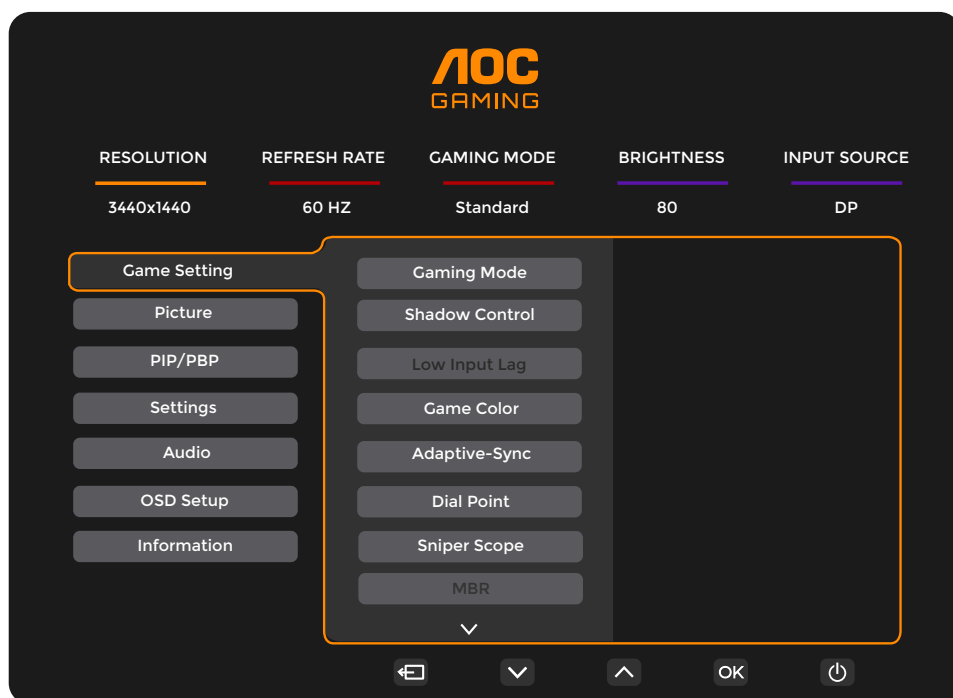 AOC
GAMING
RESOLUTION REFRESH RATE GAMING MODE BRIGHTNESS INPUT SOURCE
3440x1440 60 HZ Standard 80 DP
Game Setting
Picture
PIP/PBP
Settings
Audio
OSD Setup
Information
Gaming Mode
Shadow Control
Low Input Lag
Game Color
Adaptive-Sync
Dial Point
Sniper Scope
MBR
OK